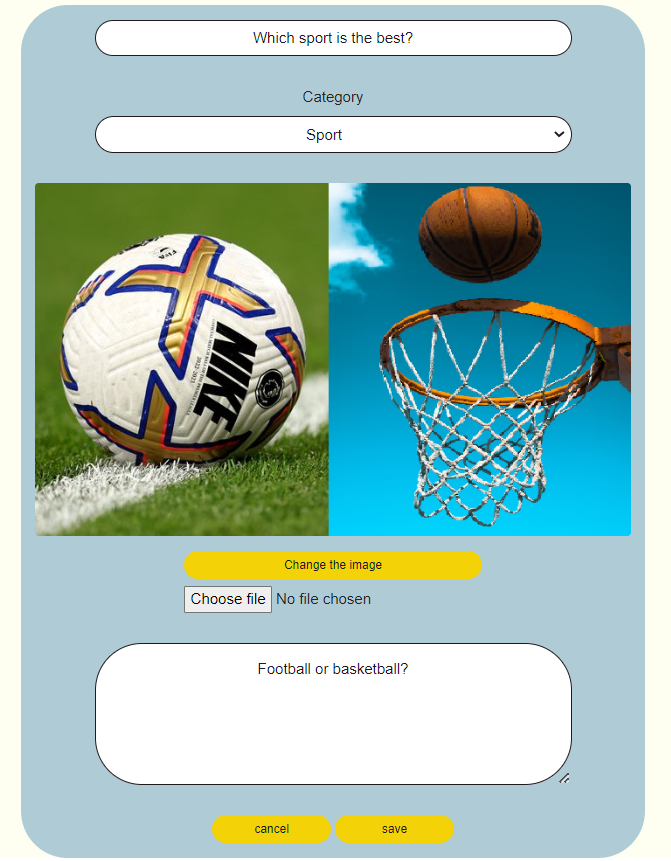 Which sport is the best?
Category
Sport
NIKE
Change the image
Choose file No file chosen
Football or basketball?
cancel save